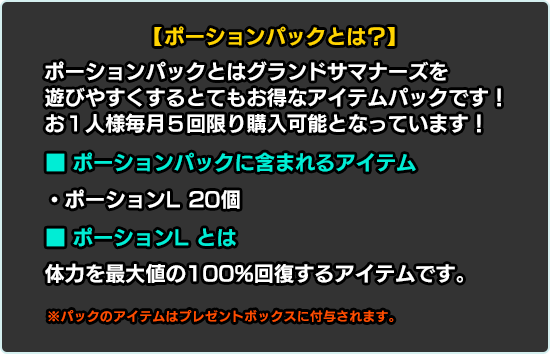 【ポーションパックとは?】
ポーションパックとはグランドサマナーズを
遊びやすくするとてもお得なアイテムパックです！
お１人様毎月５回限り購入可能となっています！
■ ポーションパックに含まれるアイテム
・ポーションL 20個
■ ポーションL とは
体力を最大値の100%回復するアイテムです。
※パックのアイテムはプレゼントボックスに付与されます。